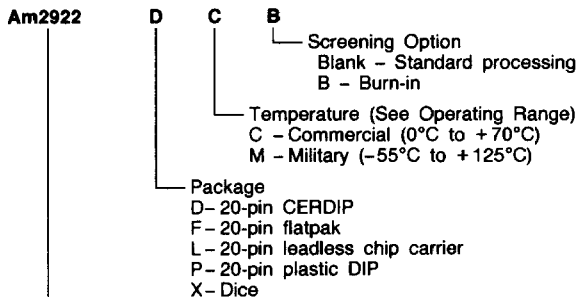 Am2922 D C B
Screening Option
Blank – Standard processing
B – Burn-in
Temperature (See Operating Range)
C – Commercial (0°C to +70°C)
M – Military (–55°C to +125°C)
Package
D– 20-pin CERDIP
F – 20-pin flatpak
L – 20-pin leadless chip carrier
P – 20-pin plastic DIP
X – Dice